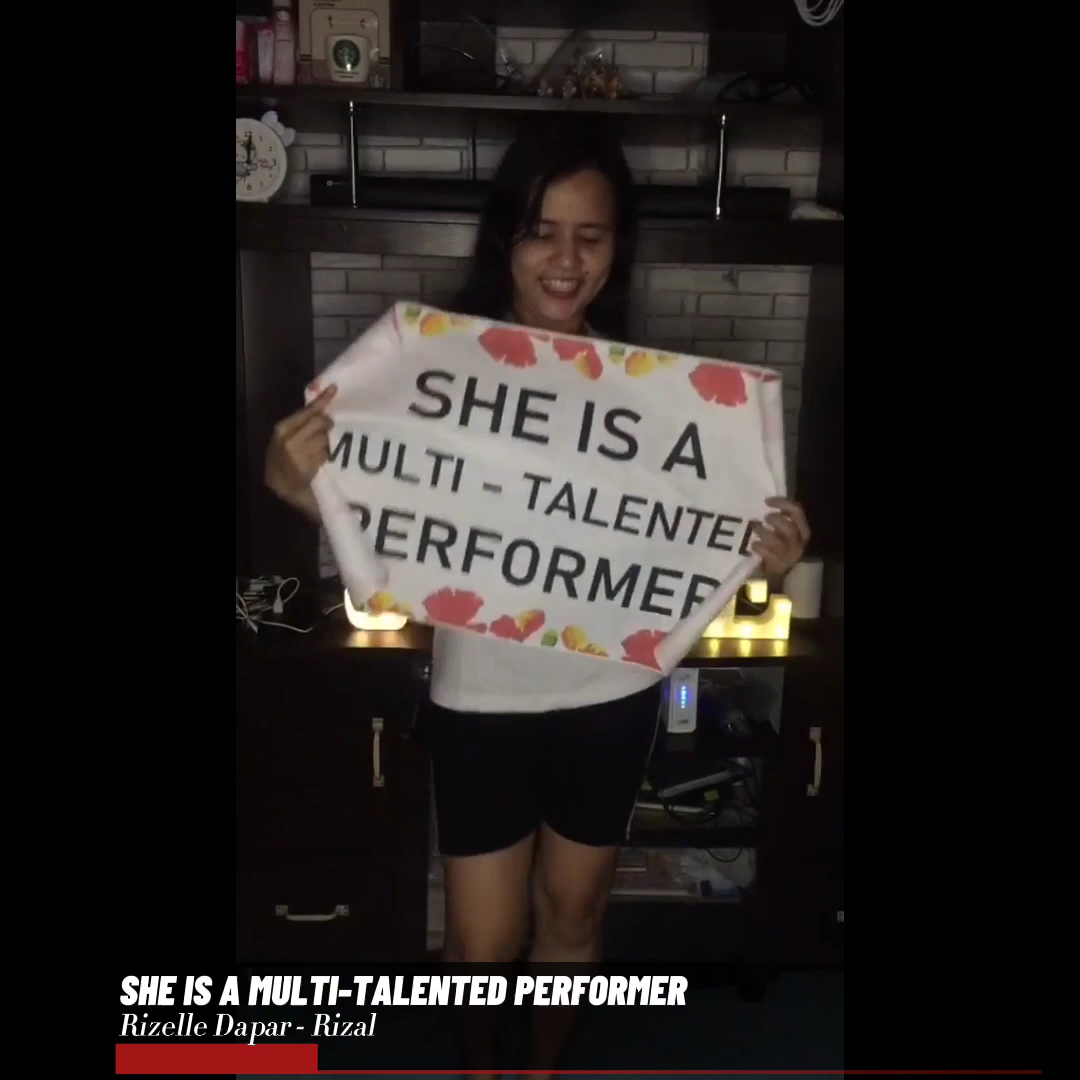 SHE IS A
MULTI - TALENTED
PERFORMER
SHE IS A MULTI-TALENTED PERFORMER
Rizelle Dapar - Rizal